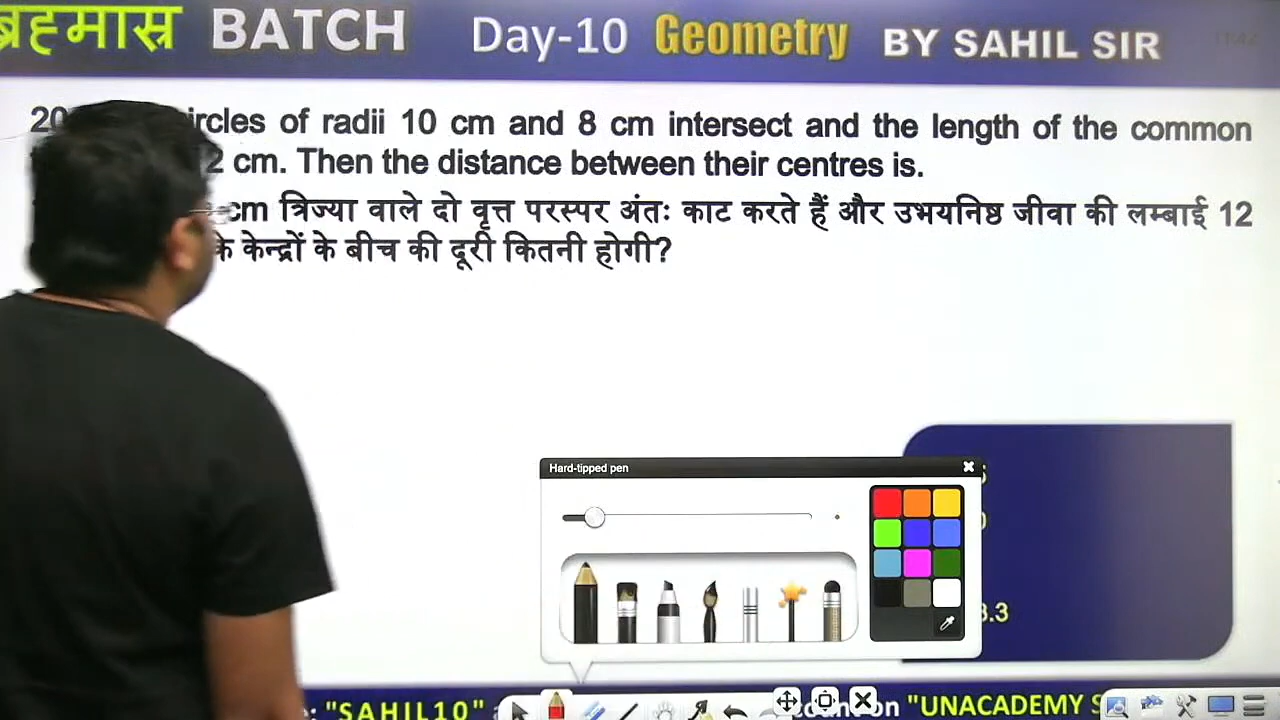 ब्रह्मास्र BATCH Day-10 Geometry BY SAHIL SIR
circles of radii 10 cm and 8 cm intersect and the length of the common
2 cm. Then the distance between their centres is.
cm त्रिज्या वाले दो वृत्त परस्पर अंतः काट करते हैं और उभयनिष्ठ जीवा की लम्बाई 12
के केन्द्रों के बीच की दूरी कितनी होगी?
Hard-tipped pen
3.3
"SAHIL10" on "UNACADEMY